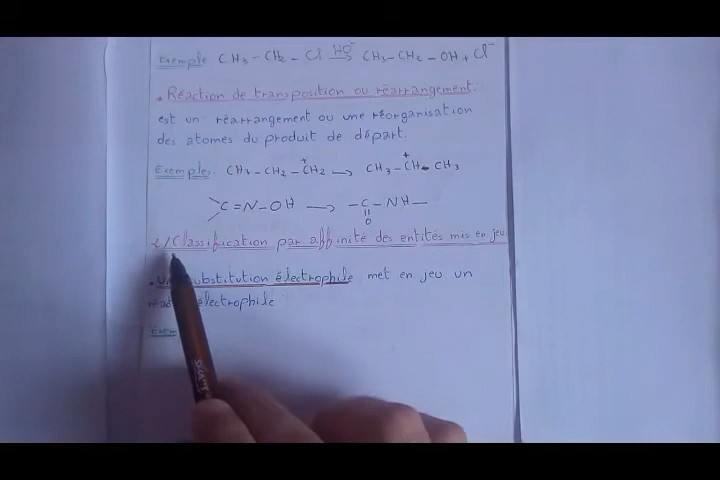 Exemple CH3-CH2-Cl HO⁻→ CH3-CH2-OH + Cl⁻
• Réaction de transposition ou réarrangement:
est un réarrangement ou une réorganisation
des atomes du produit de départ.
Exemples: CH3-CH2-C⁺H2 → CH3-C⁺H-CH3
>C=N-OH → -C-NH-
O
2/Classification par affinité des entités mis en jeu
• substitution électrophile met en jeu un
électrophile